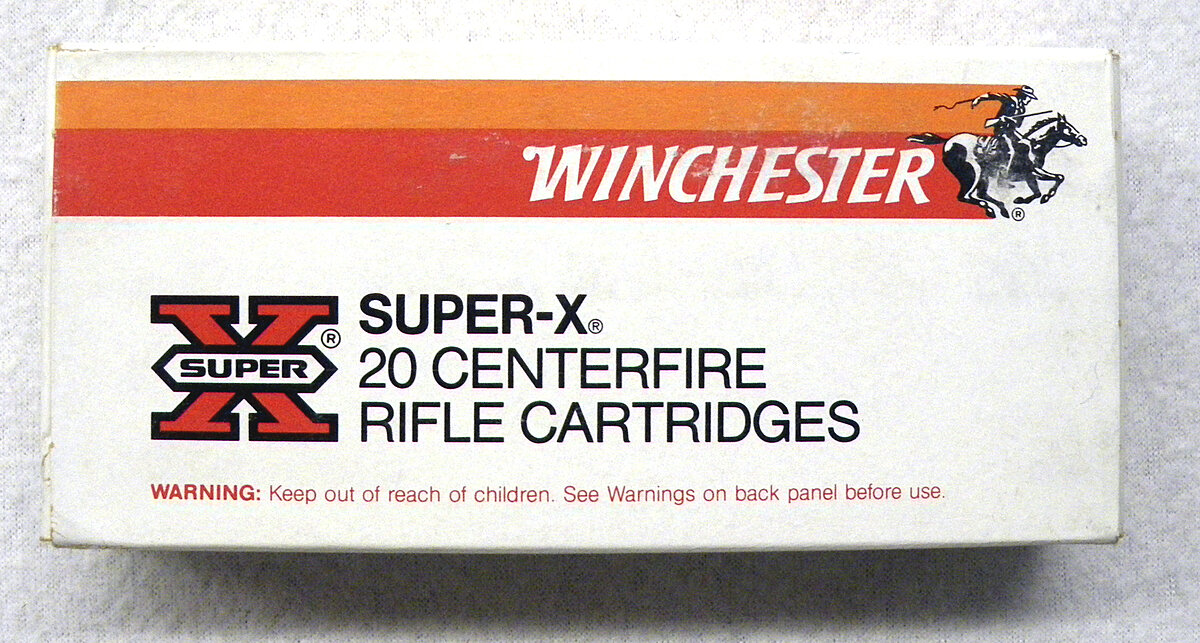 WINCHESTER
®
SUPER
®
SUPER-X®
20 CENTERFIRE
RIFLE CARTRIDGES
WARNING: Keep out of reach of children. See Warnings on back panel before use.